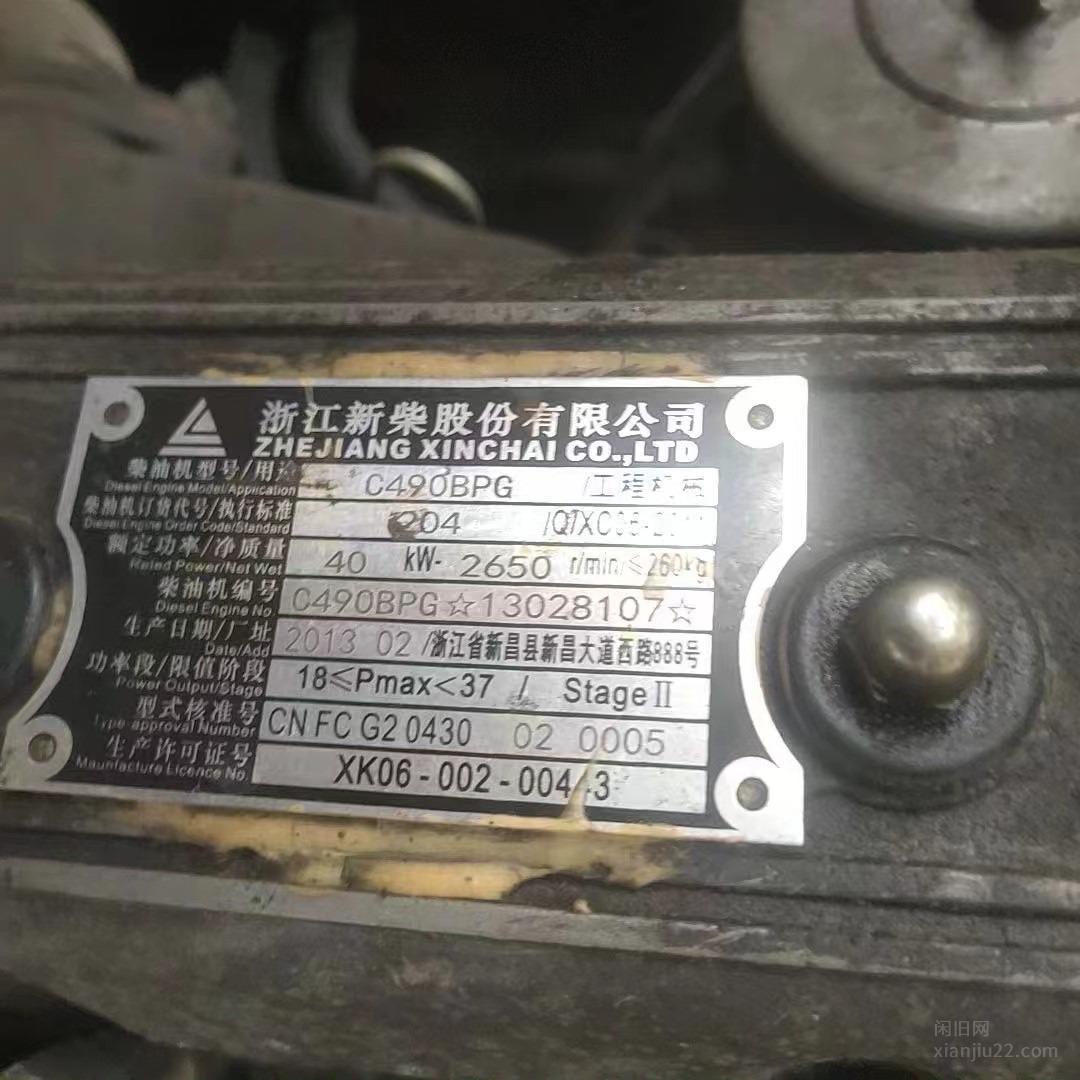 浙江新柴股份有限公司
ZHEJIANG XINCHAI CO.,LTD
柴油机型号/用途 C490BPG /工程机械
Diesel Engine Model/Application
柴油机订货代号/执行标准 204
Diesel Engine Order Code/Standard
额定功率/净质量 40 kW- 2650 r/min ≤260kg
Rated Power/Net Wet
柴油机编号 C490BPG☆13028107☆
Diesel Engine No.
生产日期/厂址 2013 02 /浙江省新昌县新昌大道西路888号
Date/Add
功率段/限值阶段 18≤Pmax<37 / StageⅡ
Power Output/Stage
型式核准号 CN FC G2 0430 02 0005
Type approval Number
生产许可证号 XK06-002-00443
Maunfacture Licence No.
闲旧网
xianjiu22.com